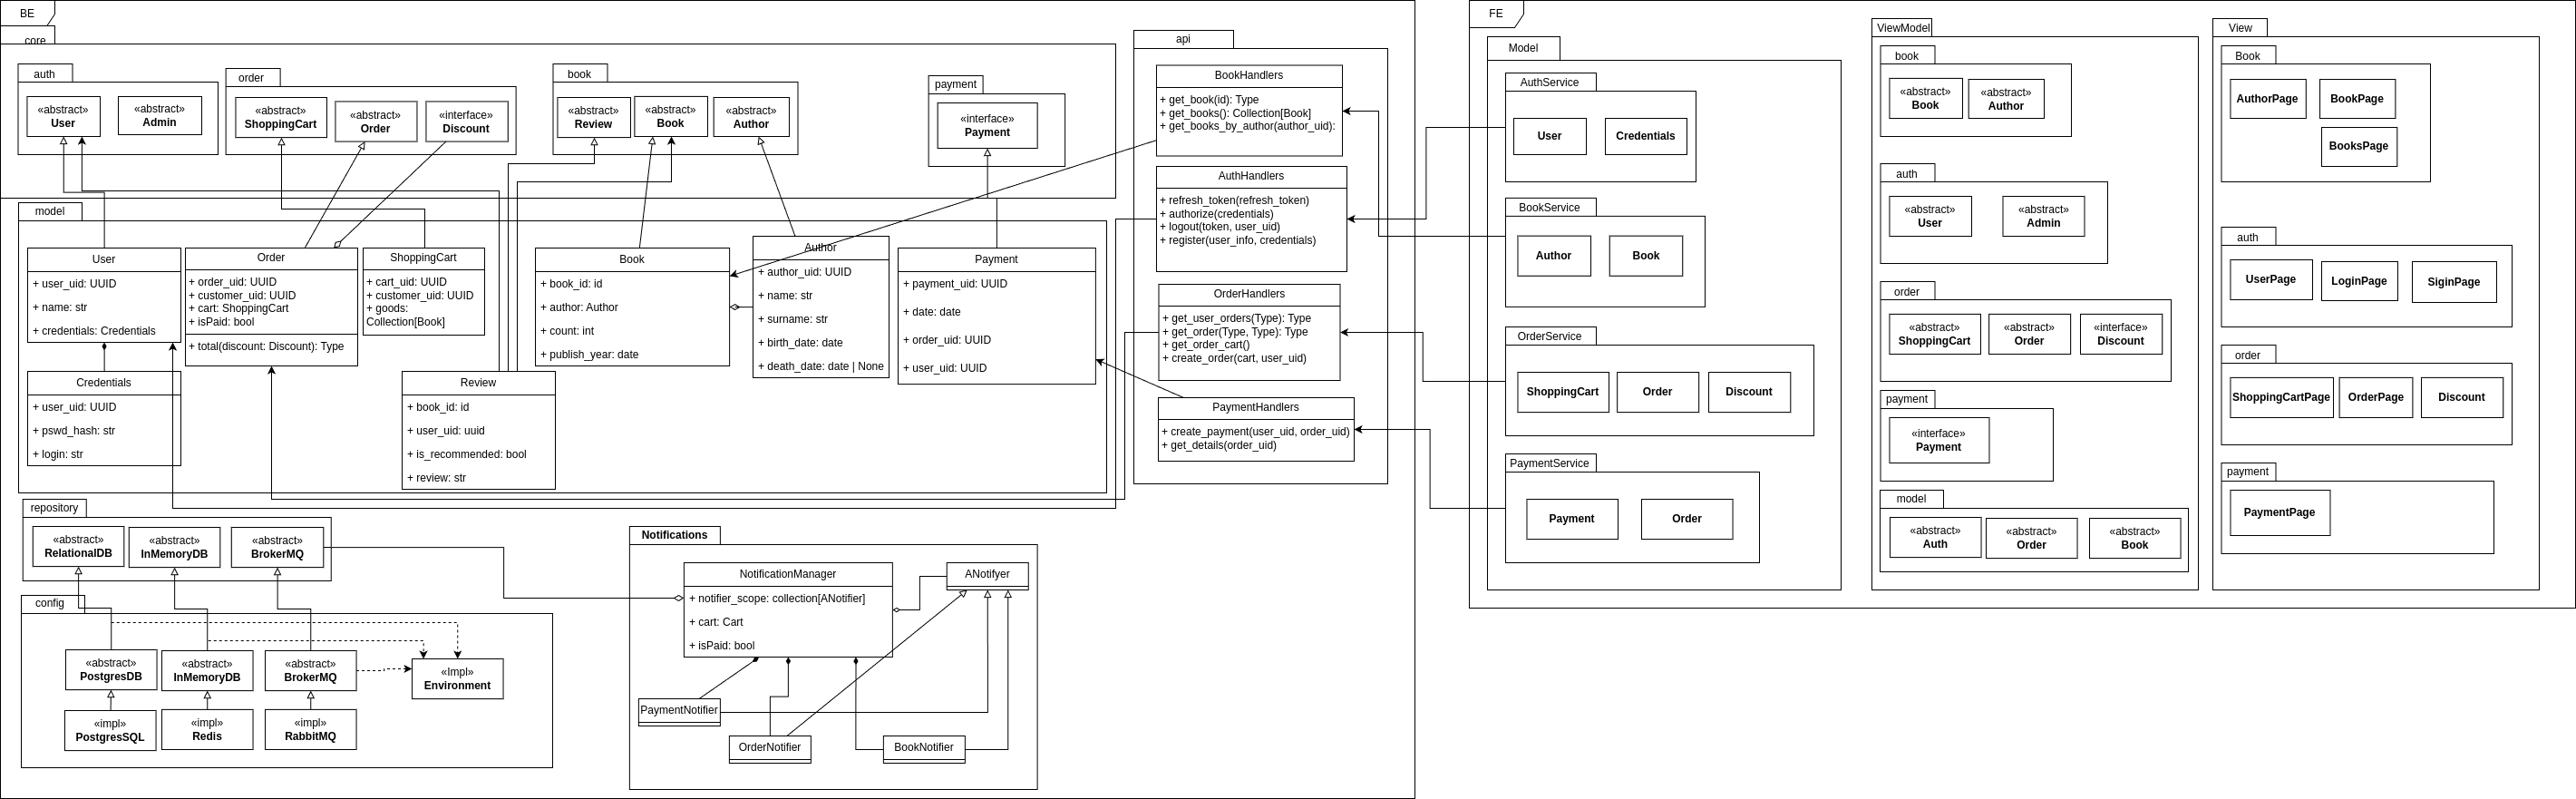 BE
core
auth
«abstract»
User
«abstract»
Admin
order
«abstract»
ShoppingCart
«abstract»
Order
«interface»
Discount
book
«abstract»
Review
«abstract»
Book
«abstract»
Author
payment
«interface»
Payment
model
User
+ user_uid: UUID
+ name: str
+ credentials: Credentials
Order
+ order_uid: UUID
+ customer_uid: UUID
+ cart: ShoppingCart
+ isPaid: bool
+ total(discount: Discount): Type
ShoppingCart
+ cart_uid: UUID
+ customer_uid: UUID
+ goods:
Collection[Book]
Book
+ book_id: id
+ author: Author
+ count: int
+ publish_year: date
Author
+ author_uid: UUID
+ name: str
+ surname: str
+ birth_date: date
+ death_date: date | None
Payment
+ payment_uid: UUID
+ date: date
+ order_uid: UUID
+ user_uid: UUID
Credentials
+ user_uid: UUID
+ pswd_hash: str
+ login: str
Review
+ book_id: id
+ user_uid: uuid
+ is_recommended: bool
+ review: str
api
BookHandlers
+ get_book(id): Type
+ get_books(): Collection[Book]
+ get_books_by_author(author_uid):
AuthHandlers
+ refresh_token(refresh_token)
+ authorize(credentials)
+ logout(token, user_uid)
+ register(user_info, credentials)
OrderHandlers
+ get_user_orders(Type): Type
+ get_order(Type, Type): Type
+ get_order_cart()
+ create_order(cart, user_uid)
PaymentHandlers
+ create_payment(user_uid, order_uid)
+ get_details(order_uid)
repository
«abstract»
RelationalDB
«abstract»
InMemoryDB
«abstract»
BrokerMQ
config
«abstract»
PostgresDB
«abstract»
InMemoryDB
«abstract»
BrokerMQ
«Impl»
Environment
«impl»
PostgresSQL
«impl»
Redis
«impl»
RabbitMQ
Notifications
NotificationManager
+ notifier_scope: collection[ANotifier]
+ cart: Cart
+ isPaid: bool
ANotifyer
PaymentNotifier
OrderNotifier
BookNotifier
FE
Model
AuthService
User
Credentials
BookService
Author
Book
OrderService
ShoppingCart
Order
Discount
PaymentService
Payment
Order
ViewModel
book
«abstract»
Book
«abstract»
Author
auth
«abstract»
User
«abstract»
Admin
order
«abstract»
ShoppingCart
«abstract»
Order
«interface»
Discount
payment
«interface»
Payment
model
«abstract»
Auth
«abstract»
Order
«abstract»
Book
View
Book
AuthorPage
BookPage
BooksPage
auth
UserPage
LoginPage
SiginPage
order
ShoppingCartPage
OrderPage
Discount
payment
PaymentPage